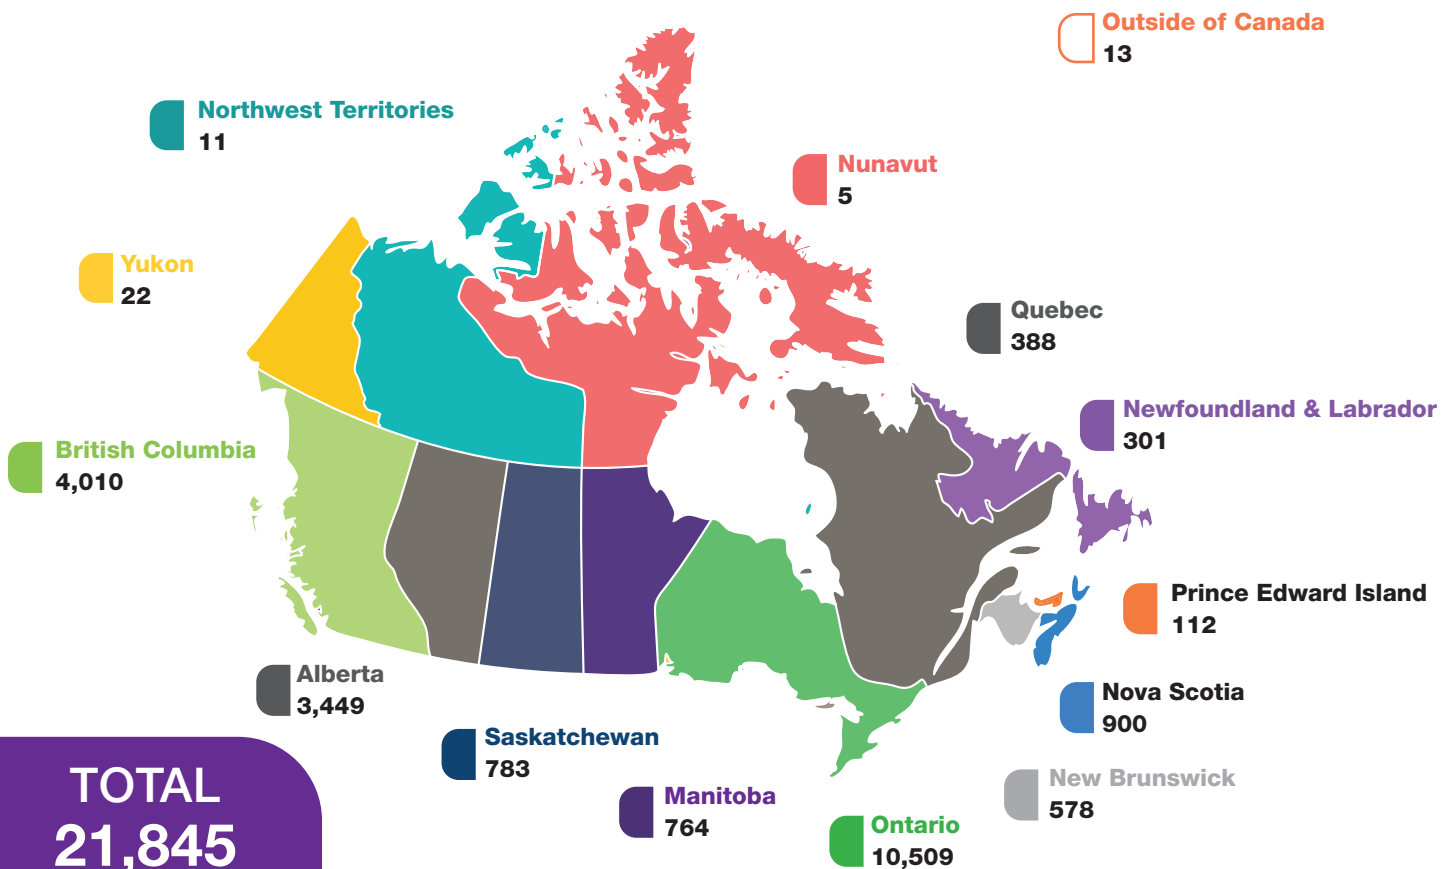 Outside of Canada
13
Northwest Territories
11
Nunavut
5
Yukon
22
Quebec
388
Newfoundland & Labrador
301
British Columbia
4,010
Prince Edward Island
112
Alberta
3,449
Nova Scotia
900
Saskatchewan
783
New Brunswick
578
Manitoba
764
Ontario
10,509
TOTAL
21,845